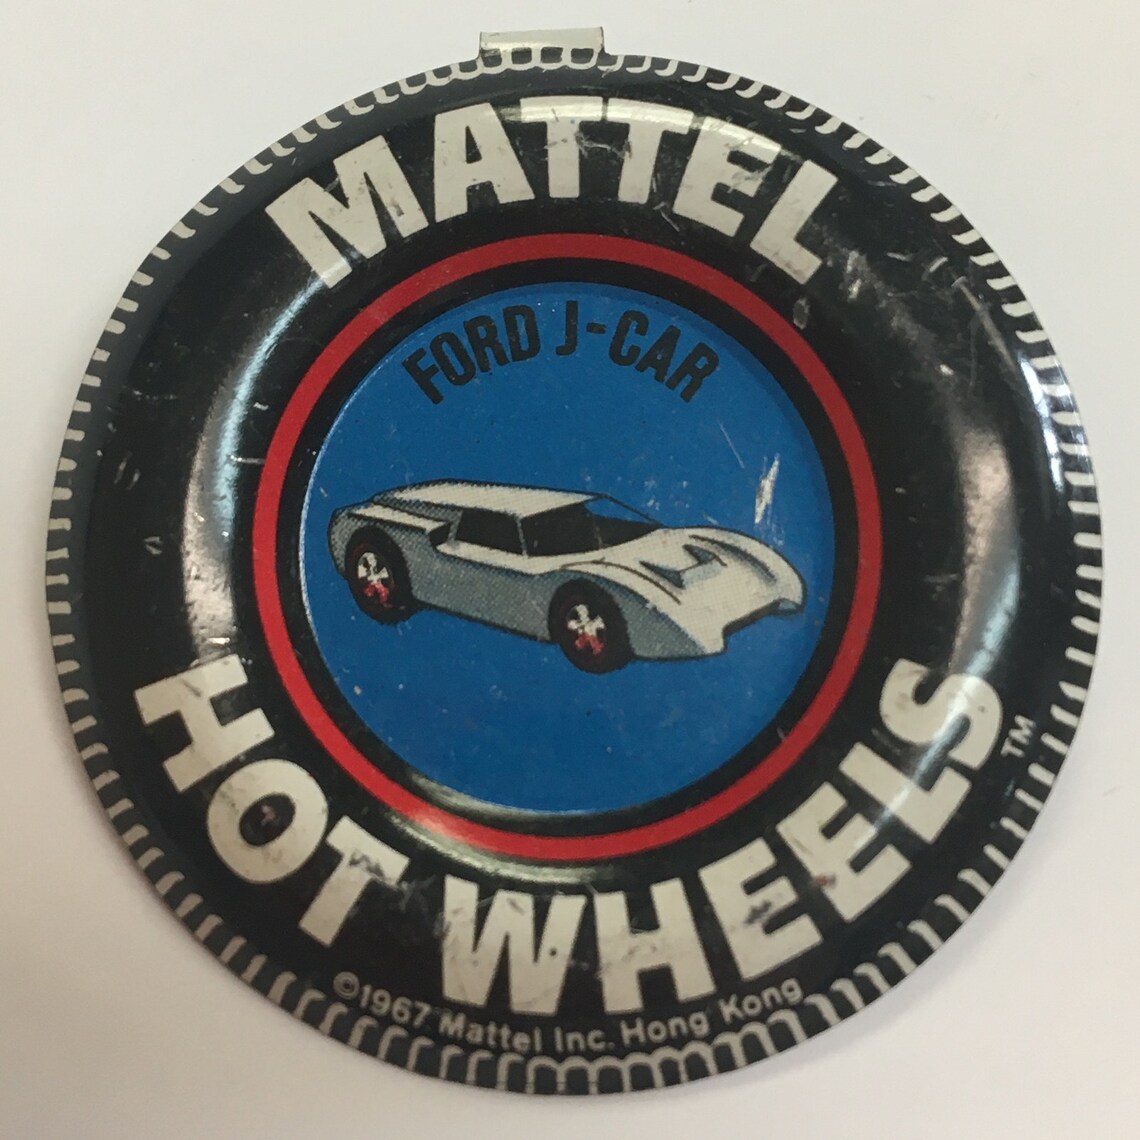 MATTEL
FORD J-CAR
HOT WHEELS™
©1967 Mattel Inc. Hong Kong